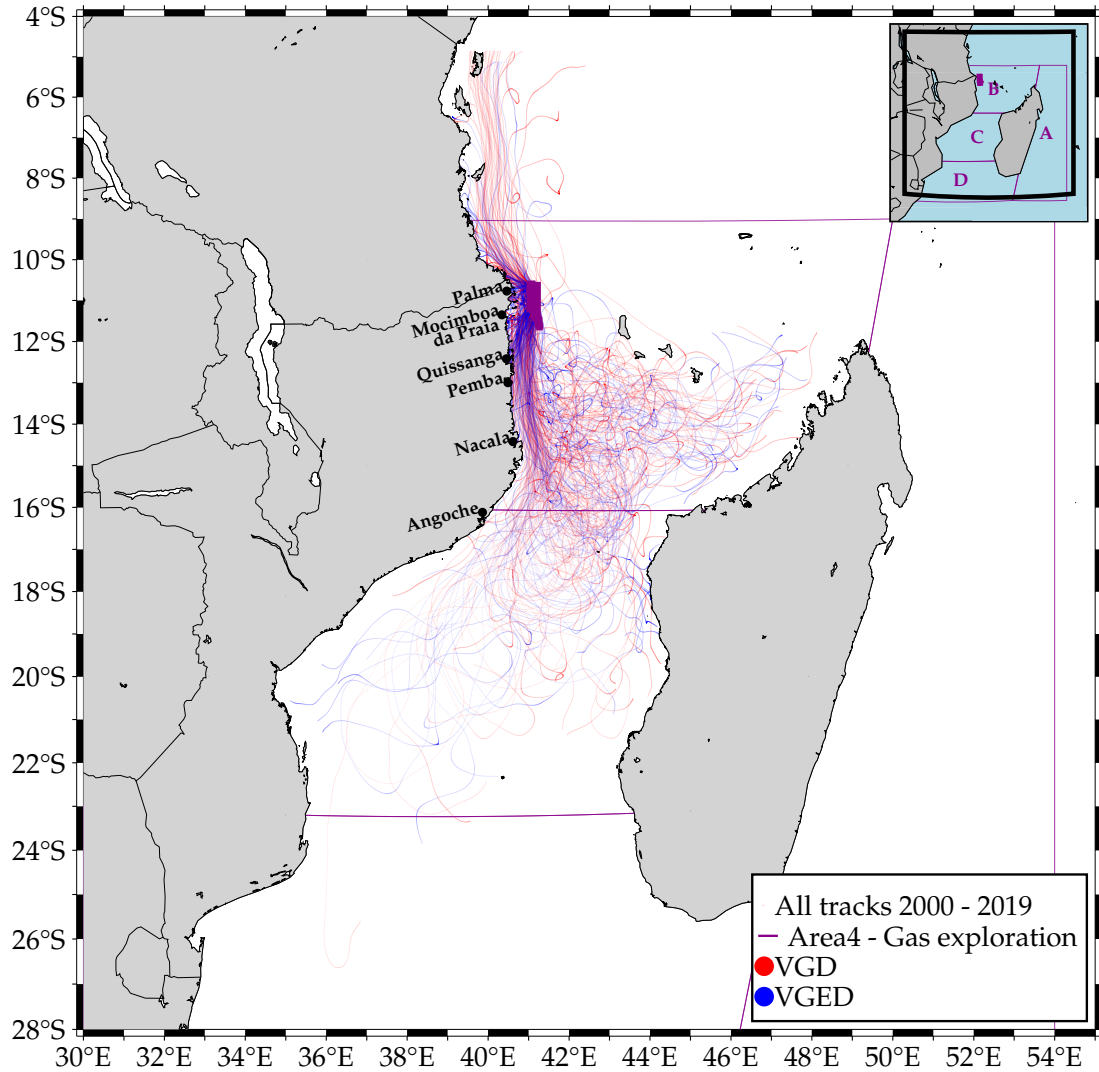 4°S
6°S
8°S
10°S
12°S
14°S
16°S
18°S
20°S
22°S
24°S
26°S
28°S
B
A
C
D
Palma
Mocimboa
da Praia
Quissanga
Pemba
Nacala
Angoche
All tracks 2000 - 2019
Area4 - Gas exploration
VGD
VGED
30°E
32°E
34°E
36°E
38°E
40°E
42°E
44°E
46°E
48°E
50°E
52°E
54°E